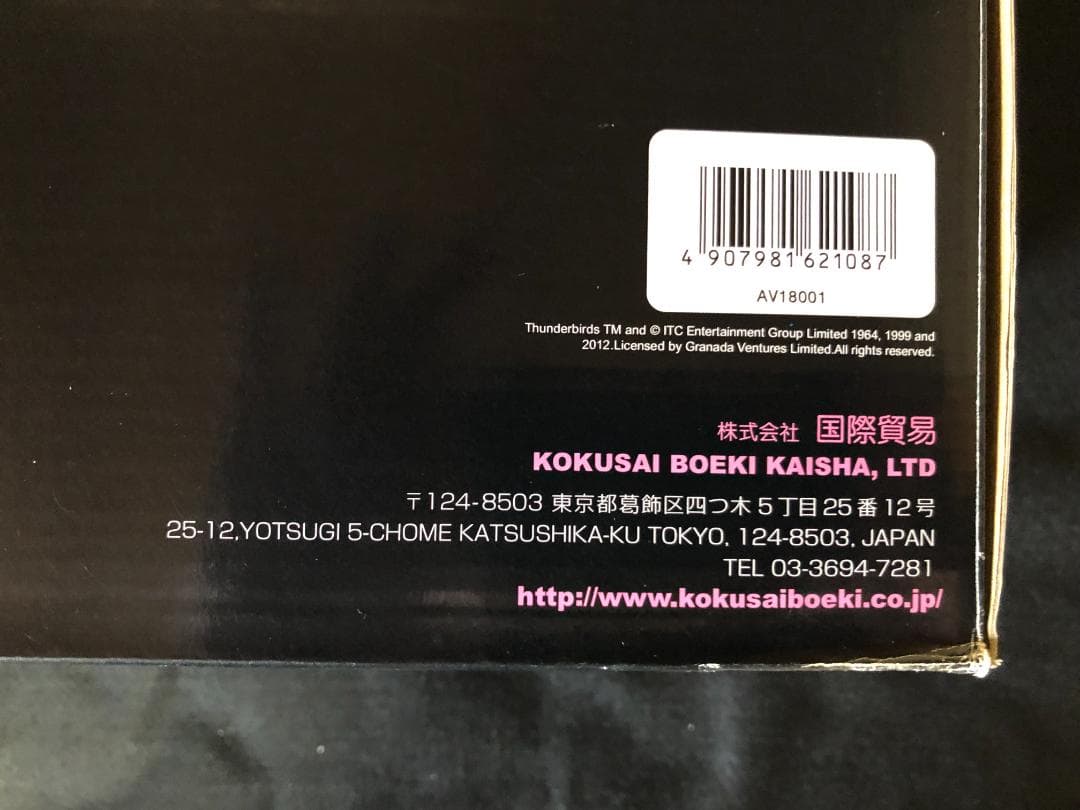 4 907981 621087
AV18001
Thunderbirds TM and © ITC Entertainment Group Limited 1964, 1999 and
2012.Licensed by Granada Ventures Limited.All rights reserved.
株式会社 国際貿易
KOKUSAI BOEKI KAISHA, LTD
〒124-8503 東京都葛飾区四つ木5丁目25番12号
25-12,YOTSUGI 5-CHOME KATSUSHIKA-KU TOKYO, 124-8503, JAPAN
TEL 03-3694-7281
http://www.kokusaiboeki.co.jp/